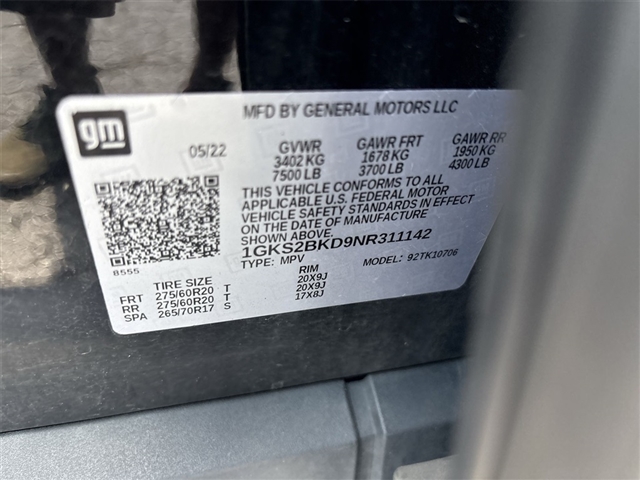 gm
MFD BY GENERAL MOTORS LLC
05/22 GVWR GAWR FRT GAWR RR
3402 KG 1678 KG 1950 KG
7500 LB 3700 LB 4300 LB
THIS VEHICLE CONFORMS TO ALL
APPLICABLE U.S. FEDERAL MOTOR
VEHICLE SAFETY STANDARDS IN EFFECT
ON THE DATE OF MANUFACTURE
SHOWN ABOVE.
1GKS2BKD9NR311142
8555
TYPE: MPV MODEL: 92TK10706
TIRE SIZE RIM
FRT 275/60R20 T 20X9J
RR 275/60R20 T 20X9J
SPA 265/70R17 S 17X8J